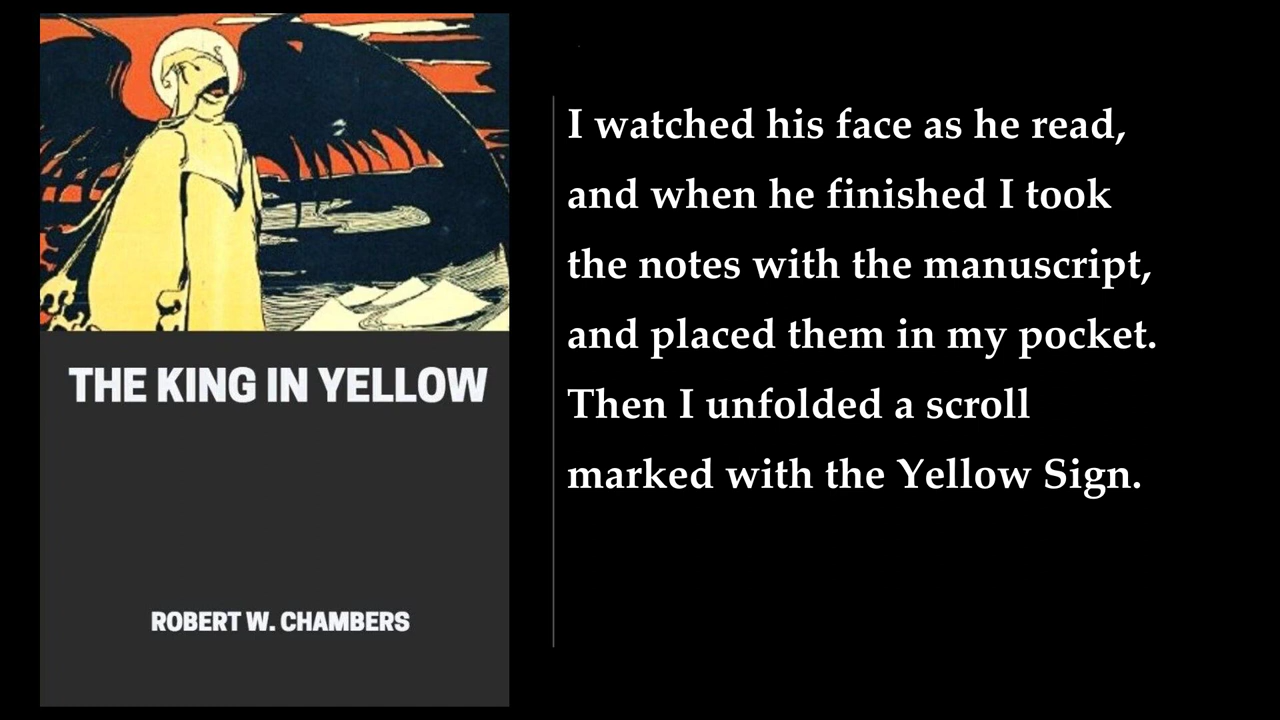 THE KING IN YELLOW
ROBERT W. CHAMBERS
I watched his face as he read,
and when he finished I took
the notes with the manuscript,
and placed them in my pocket.
Then I unfolded a scroll
marked with the Yellow Sign.